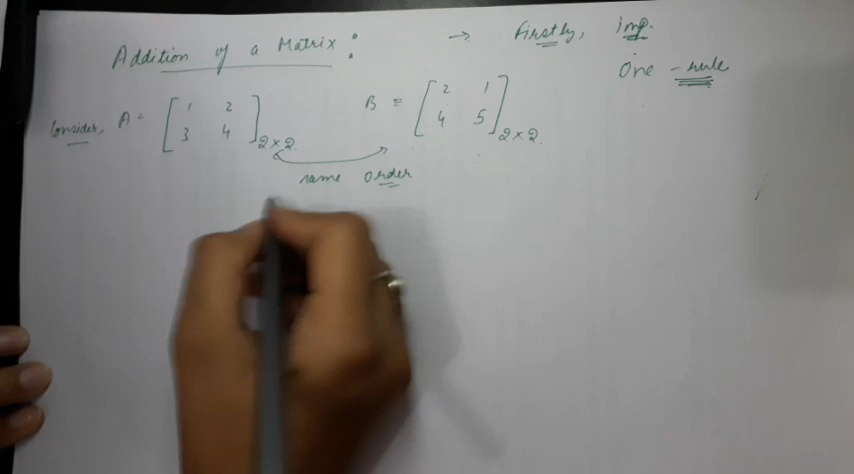 Addition of a Matrix : → Firstly, imp.
One - rule
Consider, A = [ 1 2 B = [ 2 1
3 4 ]2×2. 4 5 ]2×2.
same order